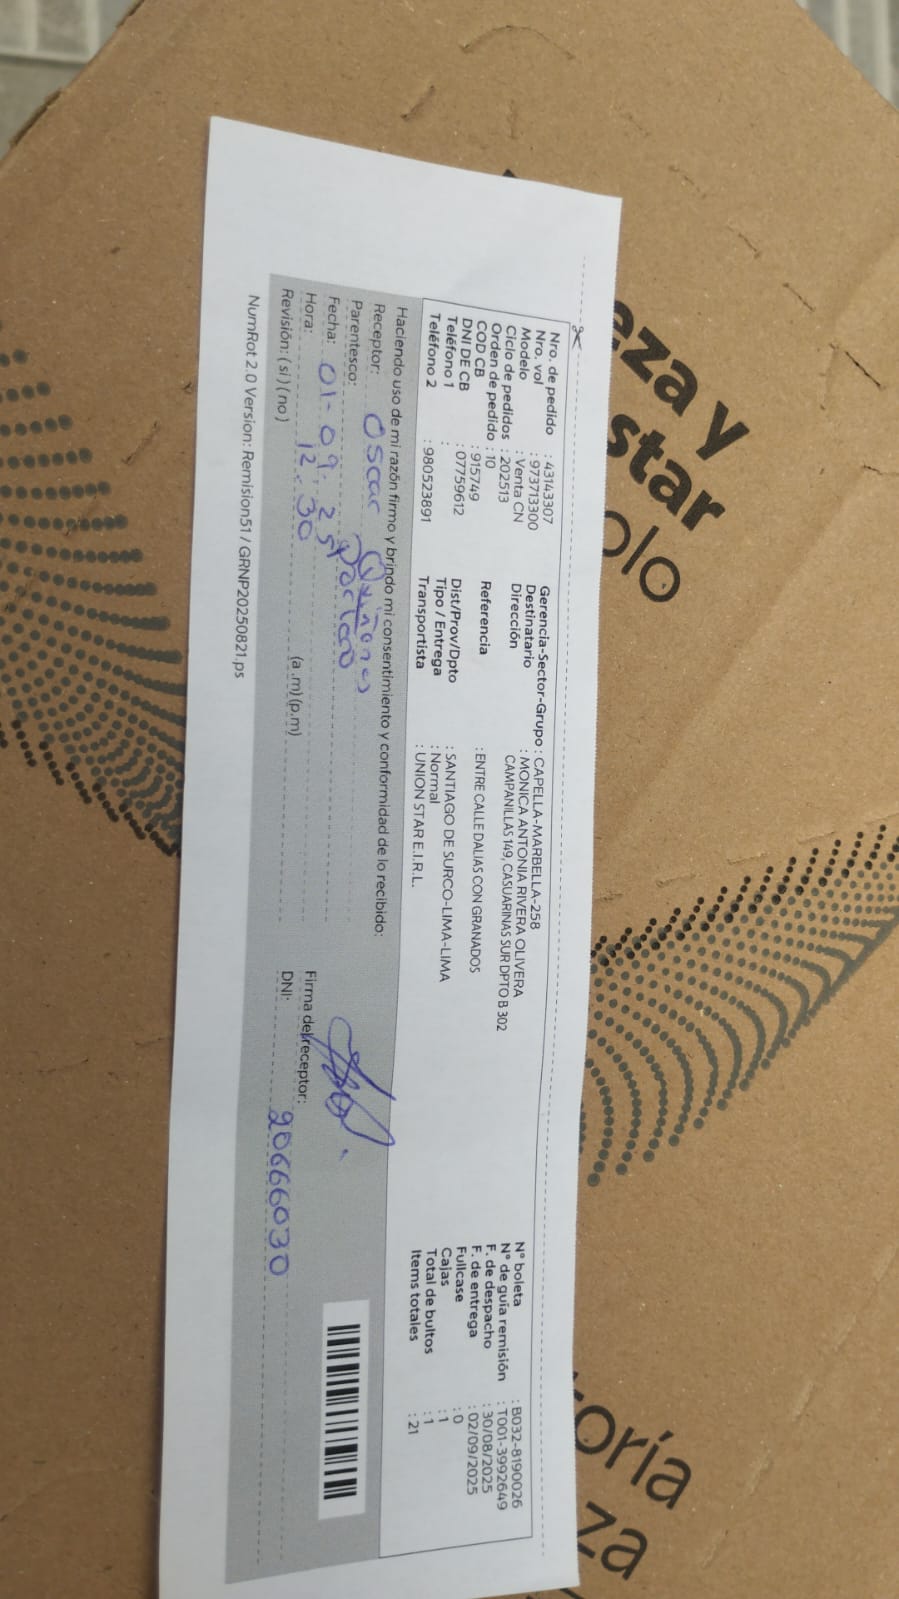 eza y
star
olo
Nro. de pedido : 43143307
Nro. vol : 973713300
Modelo : Venta CN
Ciclo de pedidos : 202513
Orden de pedido : 10
COD CB : 915749
DNI DE CB : 07759612
Teléfono 1 :
Teléfono 2 : 980523891
Gerencia-Sector-Grupo : CAPELLA-MARBELLA-258
Destinatario : MONICA ANTONIA RIVERA OLIVERA
Dirección CAMPANILLAS 149, CASUARINAS SUR DPTO B 302
Referencia : ENTRE CALLE DALIAS CON GRANADOS
Dist/Prov/Dpto : SANTIAGO DE SURCO-LIMA-LIMA
Tipo / Entrega : Normal
Transportista : UNION STAR E.I.R.L.
N° boleta : B032-8190026
N° de guía remisión : T001-3992649
F. de despacho : 30/08/2025
F. de entrega : 02/09/2025
Fullcase : 0
Cajas : 1
Total de bultos : 1
Items totales : 21
Haciendo uso de mi razón firmo y brindo mi consentimiento y conformidad de lo recibido:
Receptor: Oscar Quiñones
Parentesco:
Fecha: 01-09-25
Hora: 12:30 (a.m)(p.m)
Revisión: (si) (no)
Firma del receptor:
DNI: 20666030
NumRot 2.0 Version: Remision51 / GRNP20250821.ps
oría
za